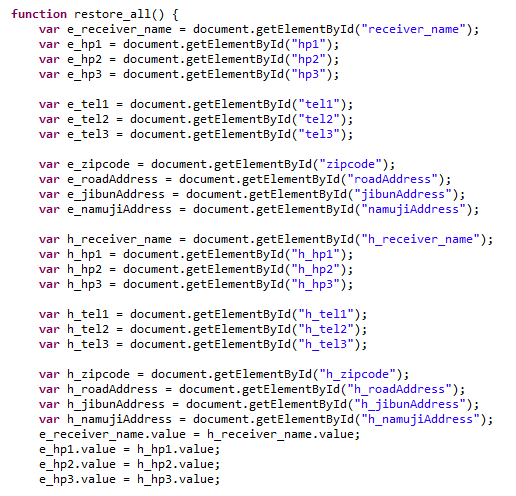 function restore_all() {
    var e_receiver_name = document.getElementById("receiver_name");
    var e_hp1 = document.getElementById("hp1");
    var e_hp2 = document.getElementById("hp2");
    var e_hp3 = document.getElementById("hp3");

    var e_tel1 = document.getElementById("tel1");
    var e_tel2 = document.getElementById("tel2");
    var e_tel3 = document.getElementById("tel3");

    var e_zipcode = document.getElementById("zipcode");
    var e_roadAddress = document.getElementById("roadAddress");
    var e_jibunAddress = document.getElementById("jibunAddress");
    var e_namujiAddress = document.getElementById("namujiAddress");

    var h_receiver_name = document.getElementById("h_receiver_name");
    var h_hp1 = document.getElementById("h_hp1");
    var h_hp2 = document.getElementById("h_hp2");
    var h_hp3 = document.getElementById("h_hp3");

    var h_tel1 = document.getElementById("h_tel1");
    var h_tel2 = document.getElementById("h_tel2");
    var h_tel3 = document.getElementById("h_tel3");

    var h_zipcode = document.getElementById("h_zipcode");
    var h_roadAddress = document.getElementById("h_roadAddress");
    var h_jibunAddress = document.getElementById("h_jibunAddress");
    var h_namujiAddress = document.getElementById("h_namujiAddress");
    e_receiver_name.value = h_receiver_name.value;
    e_hp1.value = h_hp1.value;
    e_hp2.value = h_hp2.value;
    e_hp3.value = h_hp3.value;